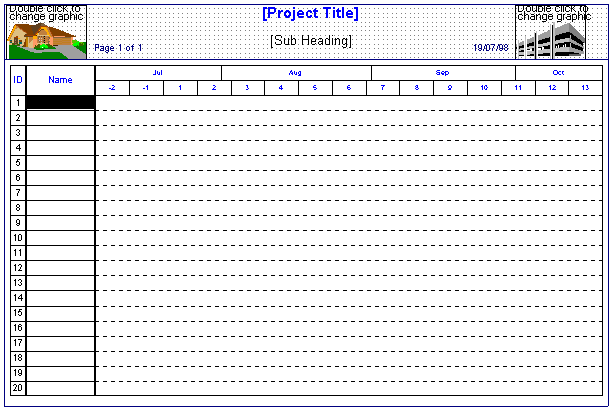 Double click to
change graphic
[Project Title]
Double click to
change graphic
[Sub Heading]
Page 1 of 1
19/07/98
ID Name Jul Aug Sep Oct
-2 -1 1 2 3 4 5 6 7 8 9 10 11 12 13
1
2
3
4
5
6
7
8
9
10
11
12
13
14
15
16
17
18
19
20